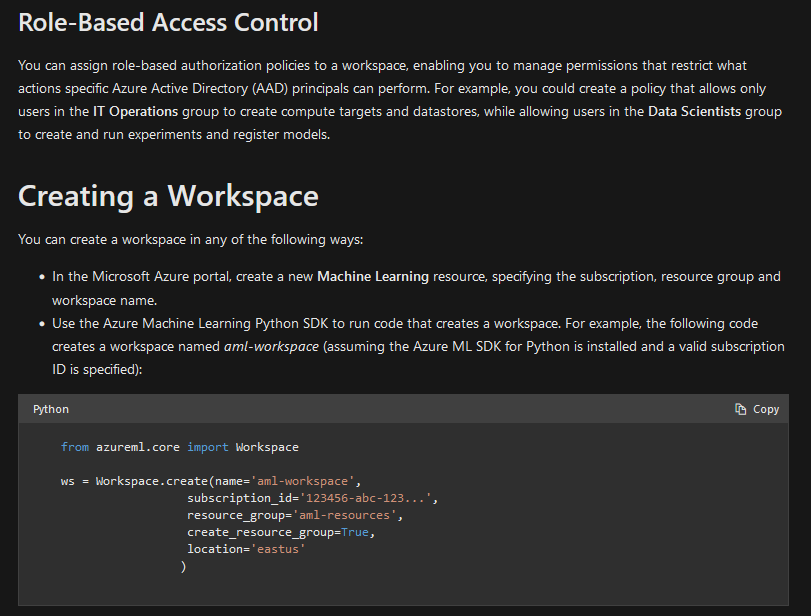 Role-Based Access Control
You can assign role-based authorization policies to a workspace, enabling you to manage permissions that restrict what
actions specific Azure Active Directory (AAD) principals can perform. For example, you could create a policy that allows only
users in the IT Operations group to create compute targets and datastores, while allowing users in the Data Scientists group
to create and run experiments and register models.
Creating a Workspace
You can create a workspace in any of the following ways:
• In the Microsoft Azure portal, create a new Machine Learning resource, specifying the subscription, resource group and
workspace name.
• Use the Azure Machine Learning Python SDK to run code that creates a workspace. For example, the following code
creates a workspace named aml-workspace (assuming the Azure ML SDK for Python is installed and a valid subscription
ID is specified):
Python Copy
from azureml.core import Workspace
ws = Workspace.create(name='aml-workspace',
subscription_id='123456-abc-123...',
resource_group='aml-resources',
create_resource_group=True,
location='eastus'
)